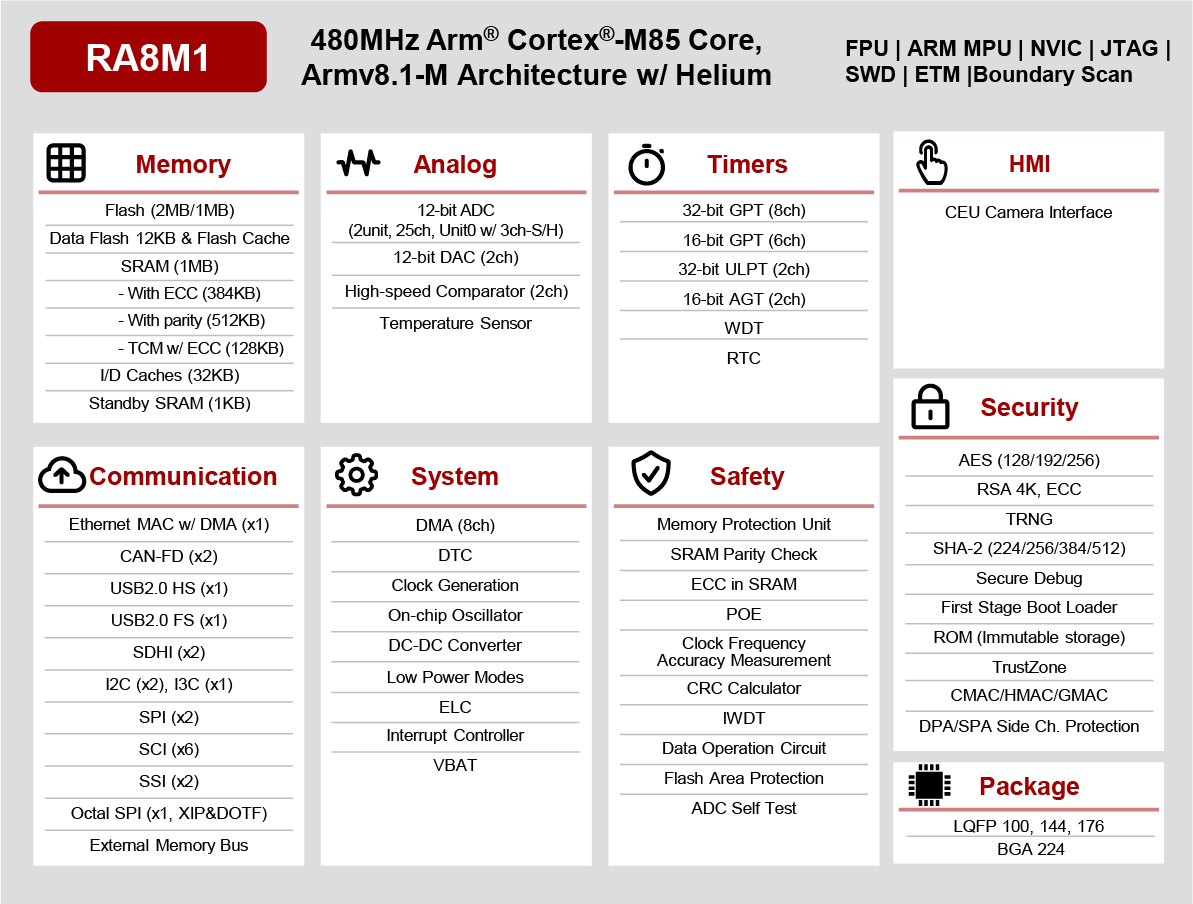 RA8M1
480MHz Arm® Cortex®-M85 Core,
Armv8.1-M Architecture w/ Helium
FPU | ARM MPU | NVIC | JTAG |
SWD | ETM |Boundary Scan
Memory
Flash (2MB/1MB)
Data Flash 12KB & Flash Cache
SRAM (1MB)
- With ECC (384KB)
- With parity (512KB)
- TCM w/ ECC (128KB)
I/D Caches (32KB)
Standby SRAM (1KB)
Analog
12-bit ADC
(2unit, 25ch, Unit0 w/ 3ch-S/H)
12-bit DAC (2ch)
High-speed Comparator (2ch)
Temperature Sensor
Timers
32-bit GPT (8ch)
16-bit GPT (6ch)
32-bit ULPT (2ch)
16-bit AGT (2ch)
WDT
RTC
HMI
CEU Camera Interface
Communication
Ethernet MAC w/ DMA (x1)
CAN-FD (x2)
USB2.0 HS (x1)
USB2.0 FS (x1)
SDHI (x2)
I2C (x2), I3C (x1)
SPI (x2)
SCI (x6)
SSI (x2)
Octal SPI (x1, XIP&DOTF)
External Memory Bus
System
DMA (8ch)
DTC
Clock Generation
On-chip Oscillator
DC-DC Converter
Low Power Modes
ELC
Interrupt Controller
VBAT
Safety
Memory Protection Unit
SRAM Parity Check
ECC in SRAM
POE
Clock Frequency
Accuracy Measurement
CRC Calculator
IWDT
Data Operation Circuit
Flash Area Protection
ADC Self Test
Security
AES (128/192/256)
RSA 4K, ECC
TRNG
SHA-2 (224/256/384/512)
Secure Debug
First Stage Boot Loader
ROM (Immutable storage)
TrustZone
CMAC/HMAC/GMAC
DPA/SPA Side Ch. Protection
Package
LQFP 100, 144, 176
BGA 224